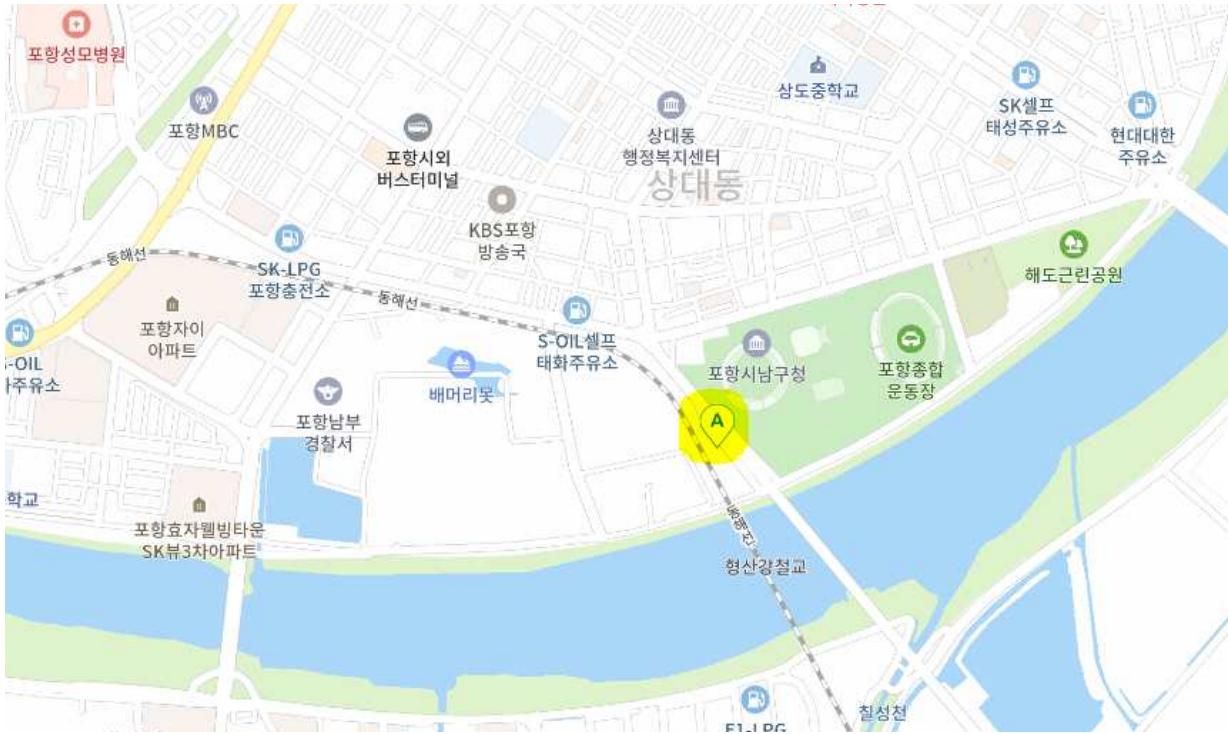 포항성모병원
포항MBC
포항시외
버스터미널
상대동
행정복지센터
상대동
상도중학교
SK셀프
태성주유소
현대대한
주유소
KBS포항
방송국
해도근린공원
동해선
SK-LPG
포항충전소
동해선
S-OIL셀프
태화주유소
포항시남구청
포항종합
운동장
포항자이
아파트
-OIL
주유소
배머리못
포항남부
경찰서
A
학교
포항효자웰빙타운
SK뷰3차아파트
동해선
형산강철교
칠성천
E1-LPG